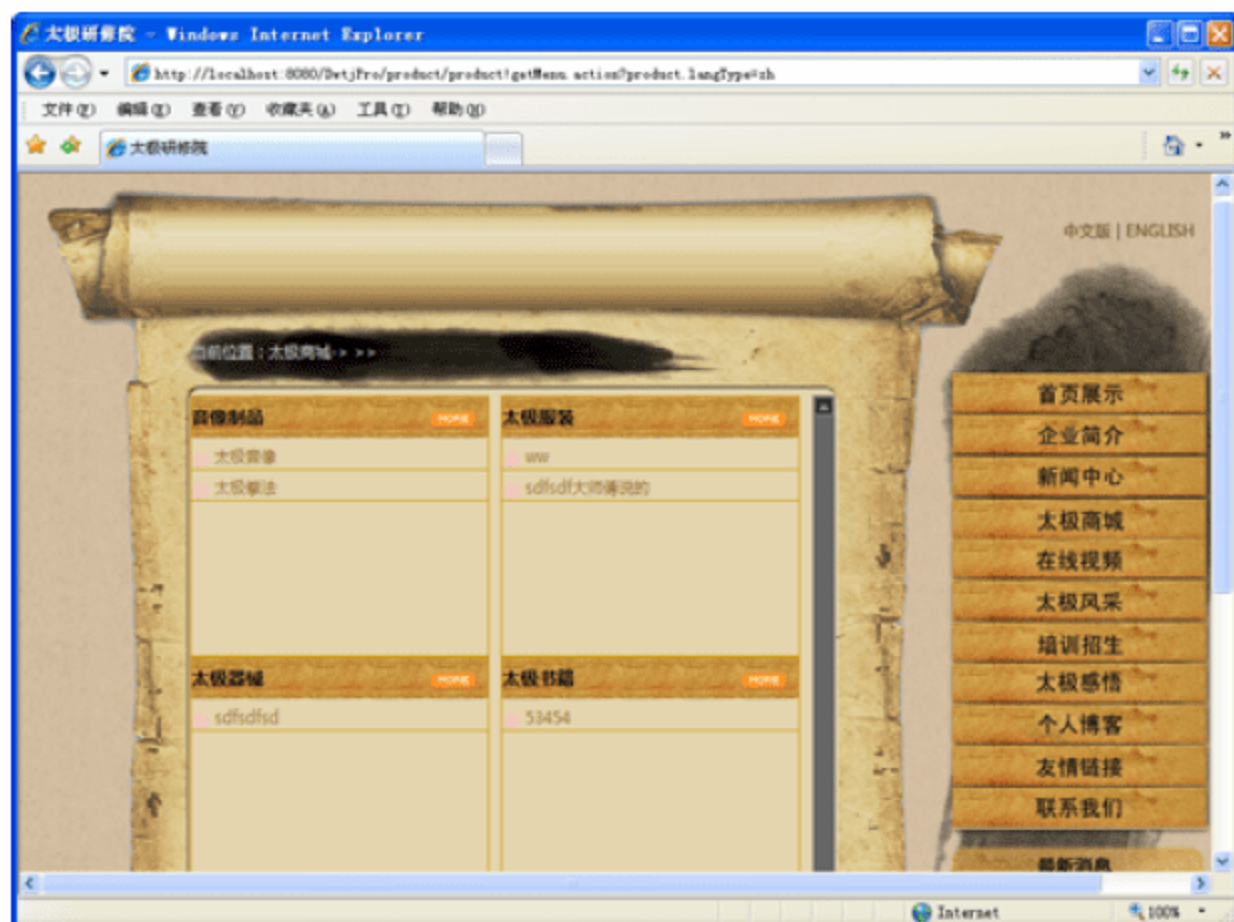 太极研修院 - Windows Internet Explorer
http://localhost:8080/DwtjPro/product/product!getMenu.action?product.langType=zh
文件(F) 编辑(E) 查看(V) 收藏夹(A) 工具(T) 帮助(H)
太极研修院
中文版 | ENGLISH
当前位置：太极商城>> >>
音像制品 MORE
太极音像
太极拳法
太极服装 MORE
ww
sdfsdf大师傅说的
太极器械 MORE
sdfsdfsd
太极书籍 MORE
53454
首页展示
企业简介
新闻中心
太极商城
在线视频
太极风采
培训招生
太极感悟
个人博客
友情链接
联系我们
最新消息
Internet 100%